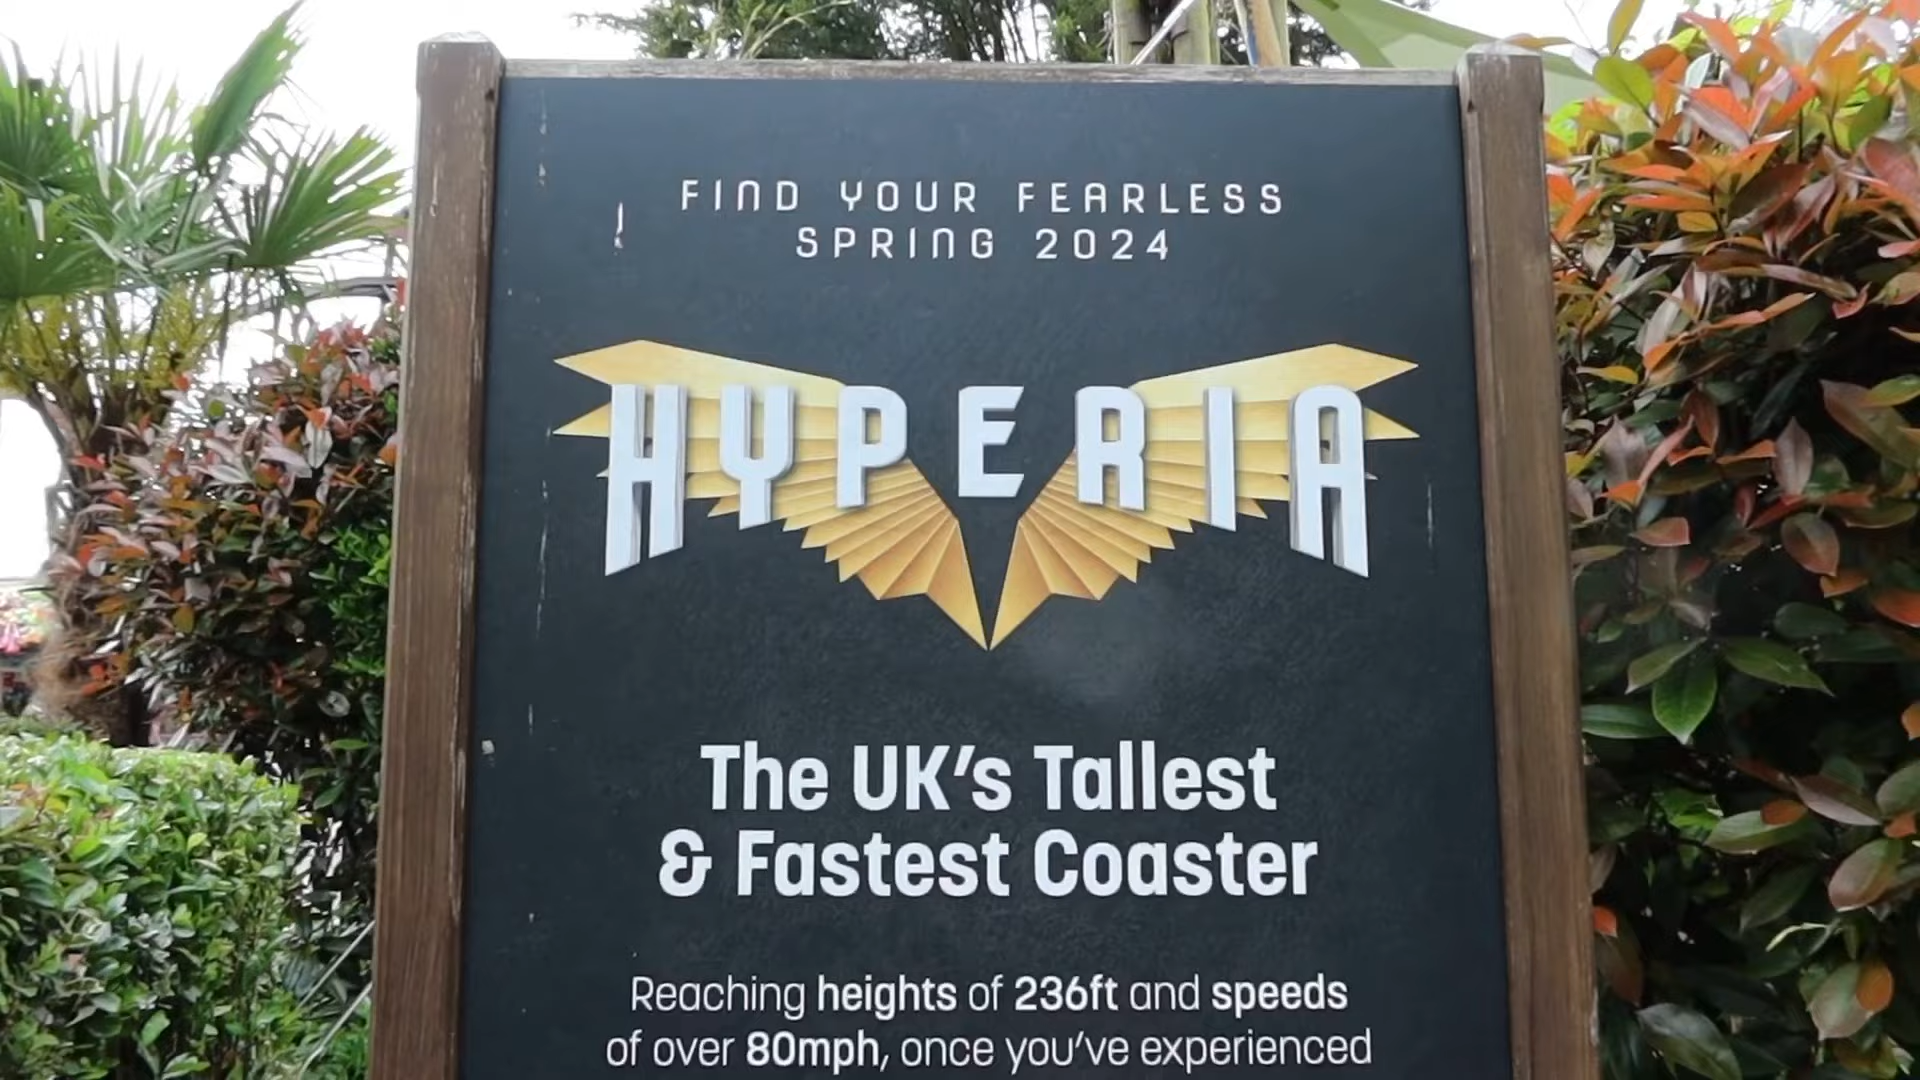 FIND YOUR FEARLESS
SPRING 2024
HYPERIA
The UK's Tallest
& Fastest Coaster
Reaching heights of 236ft and speeds
of over 80mph, once you've experienced